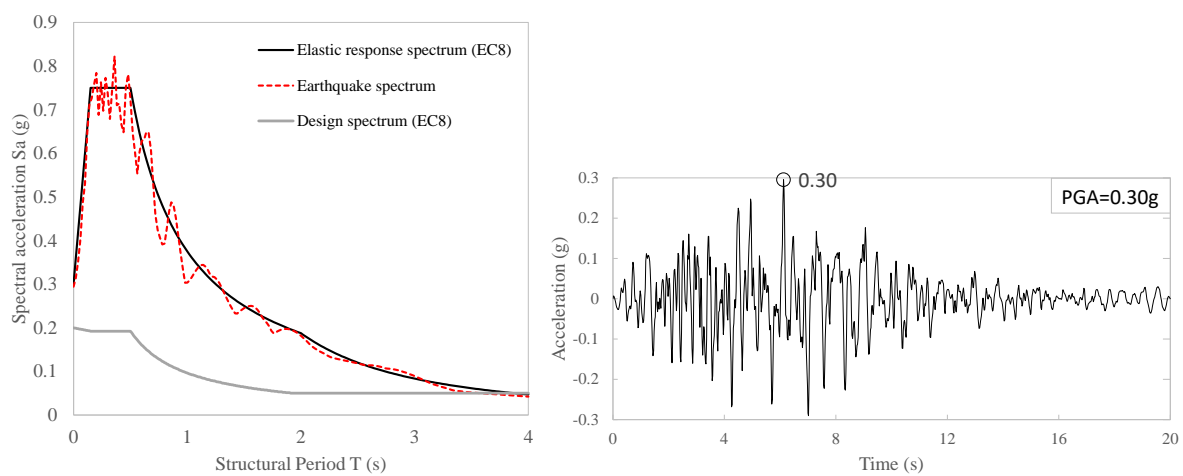 0.9
0.8
0.7
0.6
0.5
0.4
0.3
0.2
0.1
0
Spectral acceleration Sa (g)
Elastic response spectrum (EC8)
Earthquake spectrum
Design spectrum (EC8)
0 1 2 3 4
Structural Period T (s)
0.3
0.2
0.1
0
-0.1
-0.2
-0.3
Acceleration (g)
0.30
PGA=0.30g
0 4 8 12 16 20
Time (s)